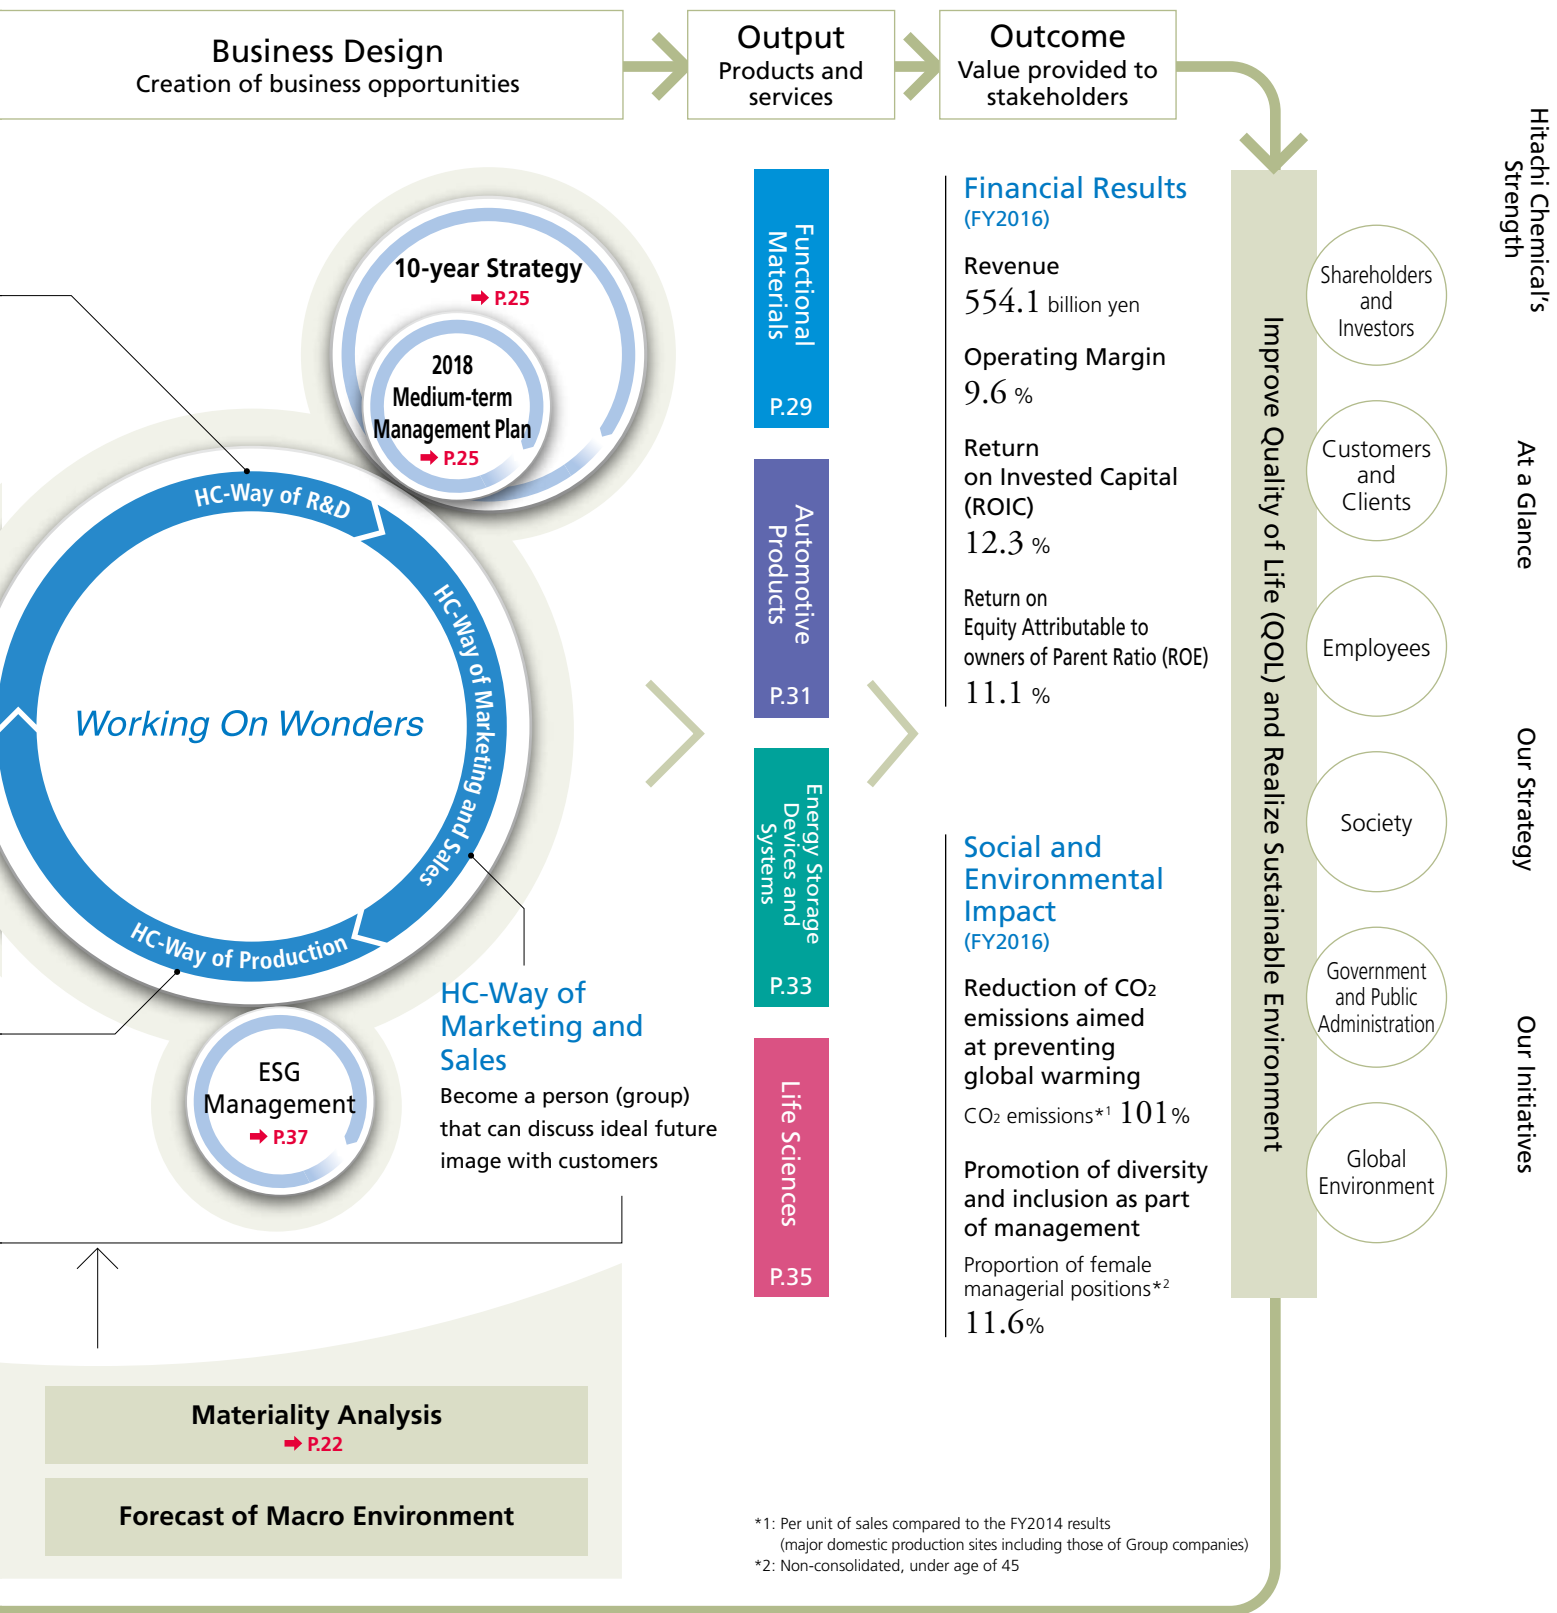 Business Design
Creation of business opportunities
Output
Products and
services
Outcome
Value provided to
stakeholders
10-year Strategy
➡ P.25
2018
Medium-term
Management Plan
➡ P.25
HC-Way of R&D
HC-Way of Marketing and Sales
HC-Way of Production
Working On Wonders
ESG
Management
➡ P.37
HC-Way of
Marketing and
Sales
Become a person (group)
that can discuss ideal future
image with customers
Materiality Analysis
➡ P.22
Forecast of Macro Environment
Functional
Materials
P.29
Automotive
Products
P.31
Energy Storage
Devices and
Systems
P.33
Life Sciences
P.35
Financial Results
(FY2016)
Revenue
554.1 billion yen
Operating Margin
9.6 %
Return
on Invested Capital
(ROIC)
12.3 %
Return on
Equity Attributable to
owners of Parent Ratio (ROE)
11.1 %
Social and
Environmental
Impact
(FY2016)
Reduction of CO2
emissions aimed
at preventing
global warming
CO2 emissions*1 101%
Promotion of diversity
and inclusion as part
of management
Proportion of female
managerial positions*2
11.6%
*1: Per unit of sales compared to the FY2014 results
(major domestic production sites including those of Group companies)
*2: Non-consolidated, under age of 45
Improve Quality of Life (QOL) and Realize Sustainable Environment
Shareholders
and
Investors
Customers
and
Clients
Employees
Society
Government
and Public
Administration
Global
Environment
Hitachi Chemical's
Strength
At a Glance
Our Strategy
Our Initiatives